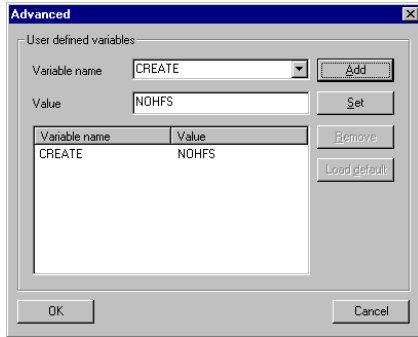 Advanced
User defined variables
Variable name CREATE Add
Value NOHFS Set
Variable name Value Remove
CREATE NOHFS
Load default
OK Cancel